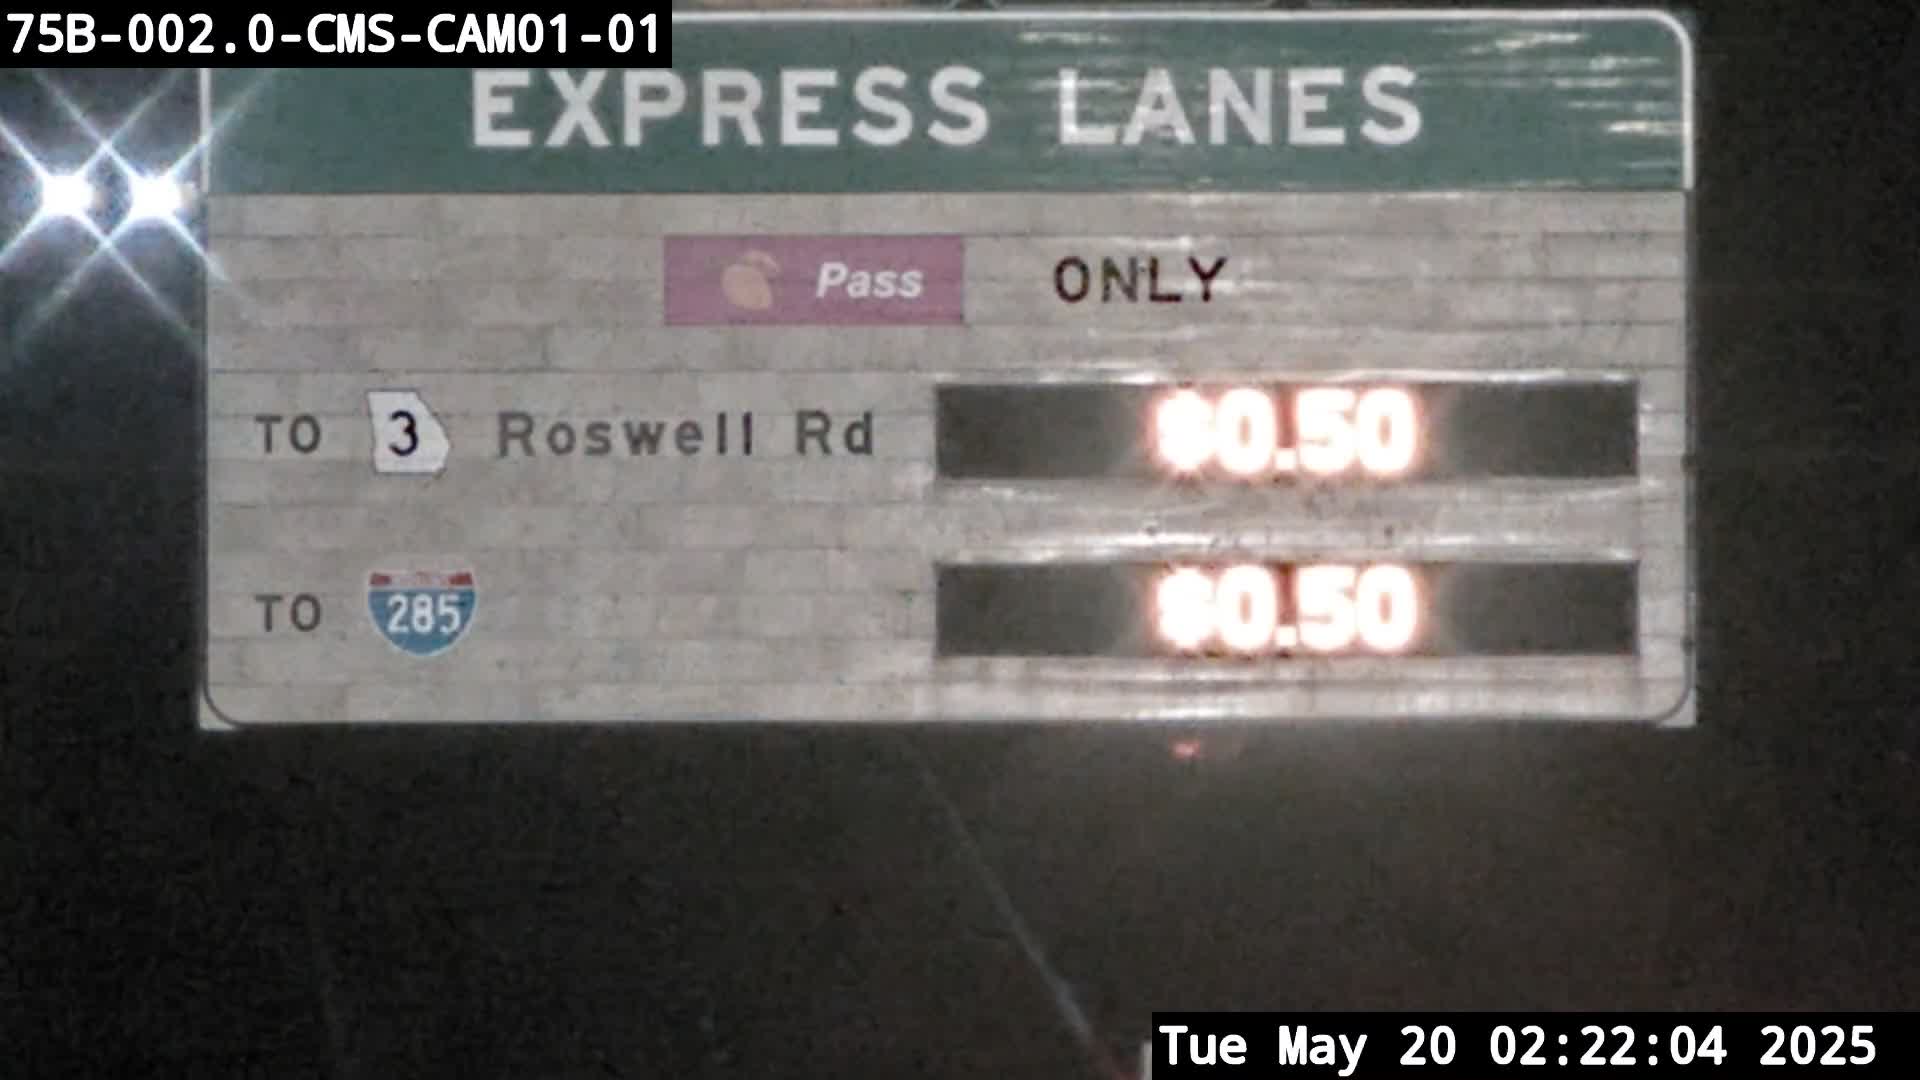 75B-002.0-CMS-CAM01-01
EXPRESS LANES
Pass ONLY
TO 3 Roswell Rd $0.50
TO 285 $0.50
Tue May 20 02:22:04 2025